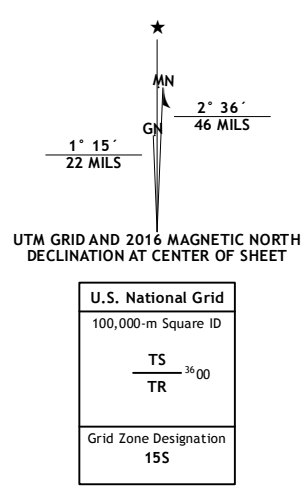 ★
MN
2° 36´
46 MILS
GN
1° 15´
22 MILS
UTM GRID AND 2016 MAGNETIC NORTH
DECLINATION AT CENTER OF SHEET
U.S. National Grid
100,000-m Square ID
TS
3600
TR
Grid Zone Designation
15S